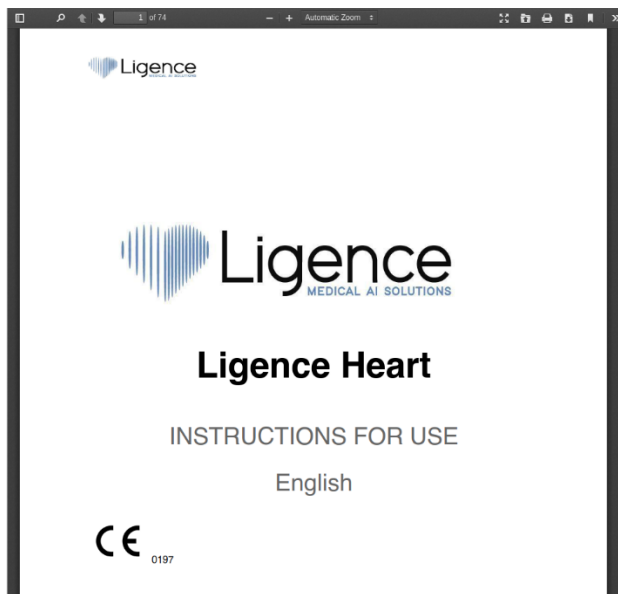 1 of 74
Automatic Zoom
Ligence
MEDICAL AI SOLUTIONS
Ligence
MEDICAL AI SOLUTIONS
Ligence Heart
INSTRUCTIONS FOR USE
English
CE 0197